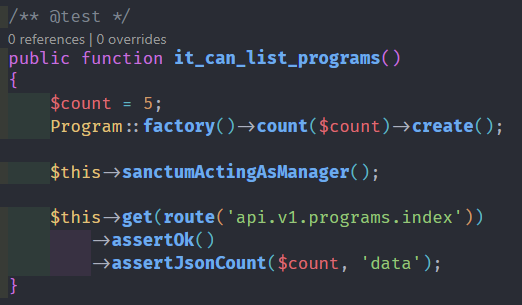 /** @test */
0 references | 0 overrides
public function it_can_list_programs()
{
    $count = 5;
    Program::factory()->count($count)->create();

    $this->sanctumActingAsManager();

    $this->get(route('api.v1.programs.index'))
        ->assertOk()
        ->assertJsonCount($count, 'data');
}